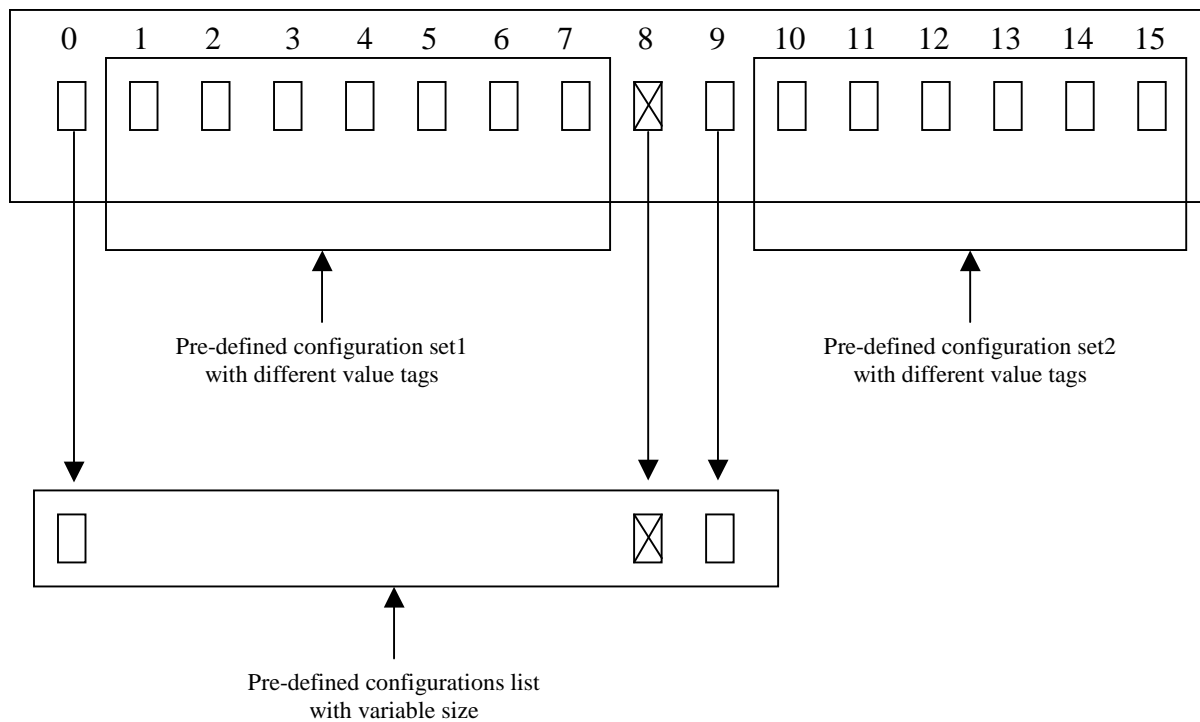 0 1 2 3 4 5 6 7 8 9 10 11 12 13 14 15
Pre-defined configuration set1
with different value tags
Pre-defined configuration set2
with different value tags
Pre-defined configurations list
with variable size